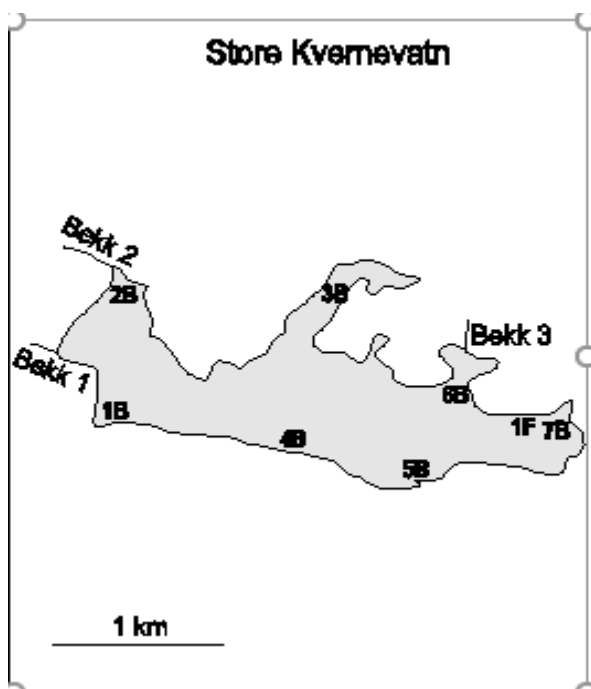 Store Kvernevatn
Bekk 2
2B
3B
Bekk 3
Bekk 1
6B
1B
1F
7B
4B
5B
1 km